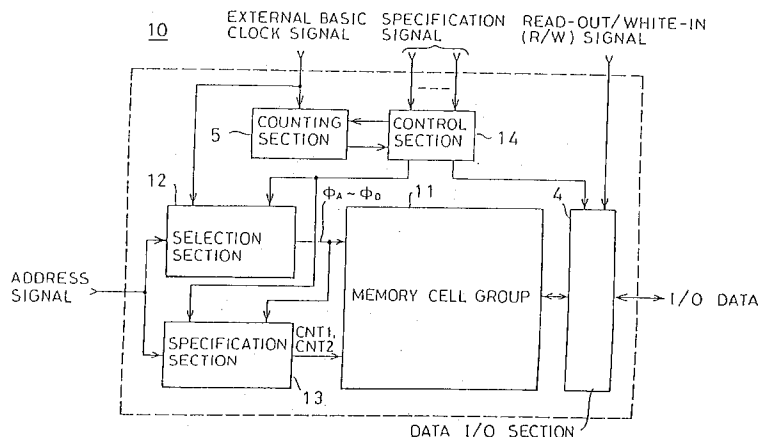 10
EXTERNAL BASIC
CLOCK SIGNAL
SPECIFICATION
SIGNAL
READ-OUT/WHITE-IN
(R/W) SIGNAL
5
COUNTING
SECTION
CONTROL
SECTION
14
12
SELECTION
SECTION
ΦA ~ ΦD
11
4
MEMORY CELL GROUP
ADDRESS
SIGNAL
I/O DATA
SPECIFICATION
SECTION
CNT1,
CNT2
13
DATA I/O SECTION